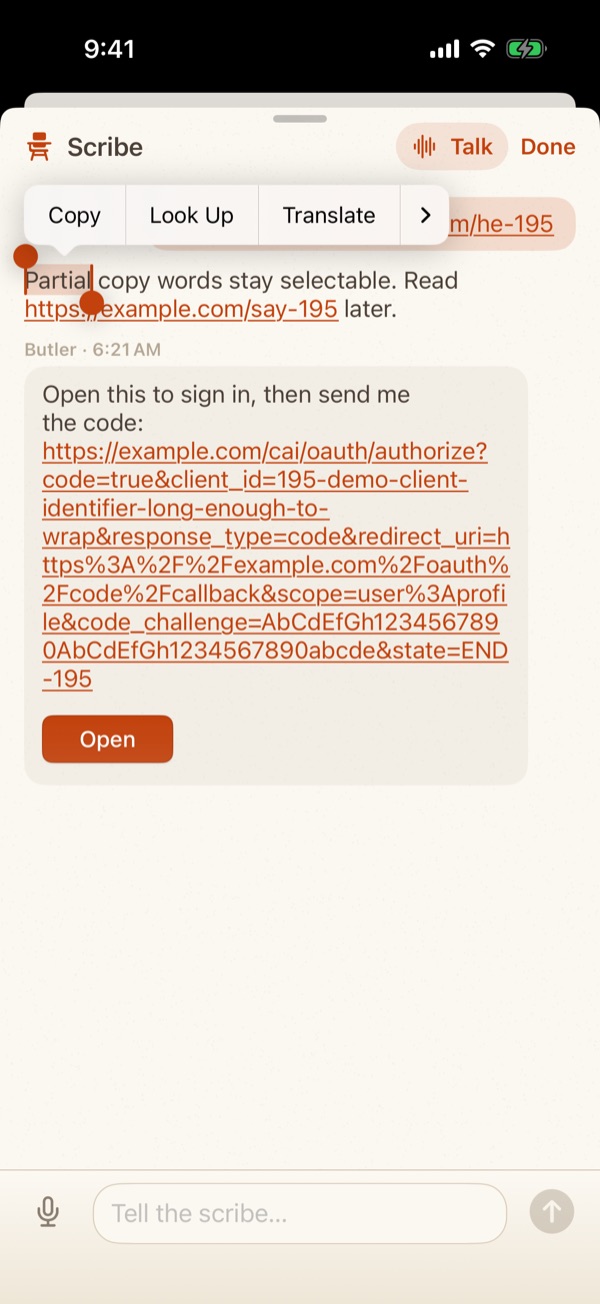 9:41
Scribe
Talk
Done
Copy
Look Up
Translate
m/he-195
Partial copy words stay selectable. Read
https://example.com/say-195 later.
Butler · 6:21 AM
Open this to sign in, then send me
the code:
https://example.com/cai/oauth/authorize?
code=true&client_id=195-demo-client-
identifier-long-enough-to-
wrap&response_type=code&redirect_uri=h
ttps%3A%2F%2Fexample.com%2Foauth%
2Fcode%2Fcallback&scope=user%3Aprofi
le&code_challenge=AbCdEfGh123456789
0AbCdEfGh1234567890abcde&state=END
-195
Open
Tell the scribe...